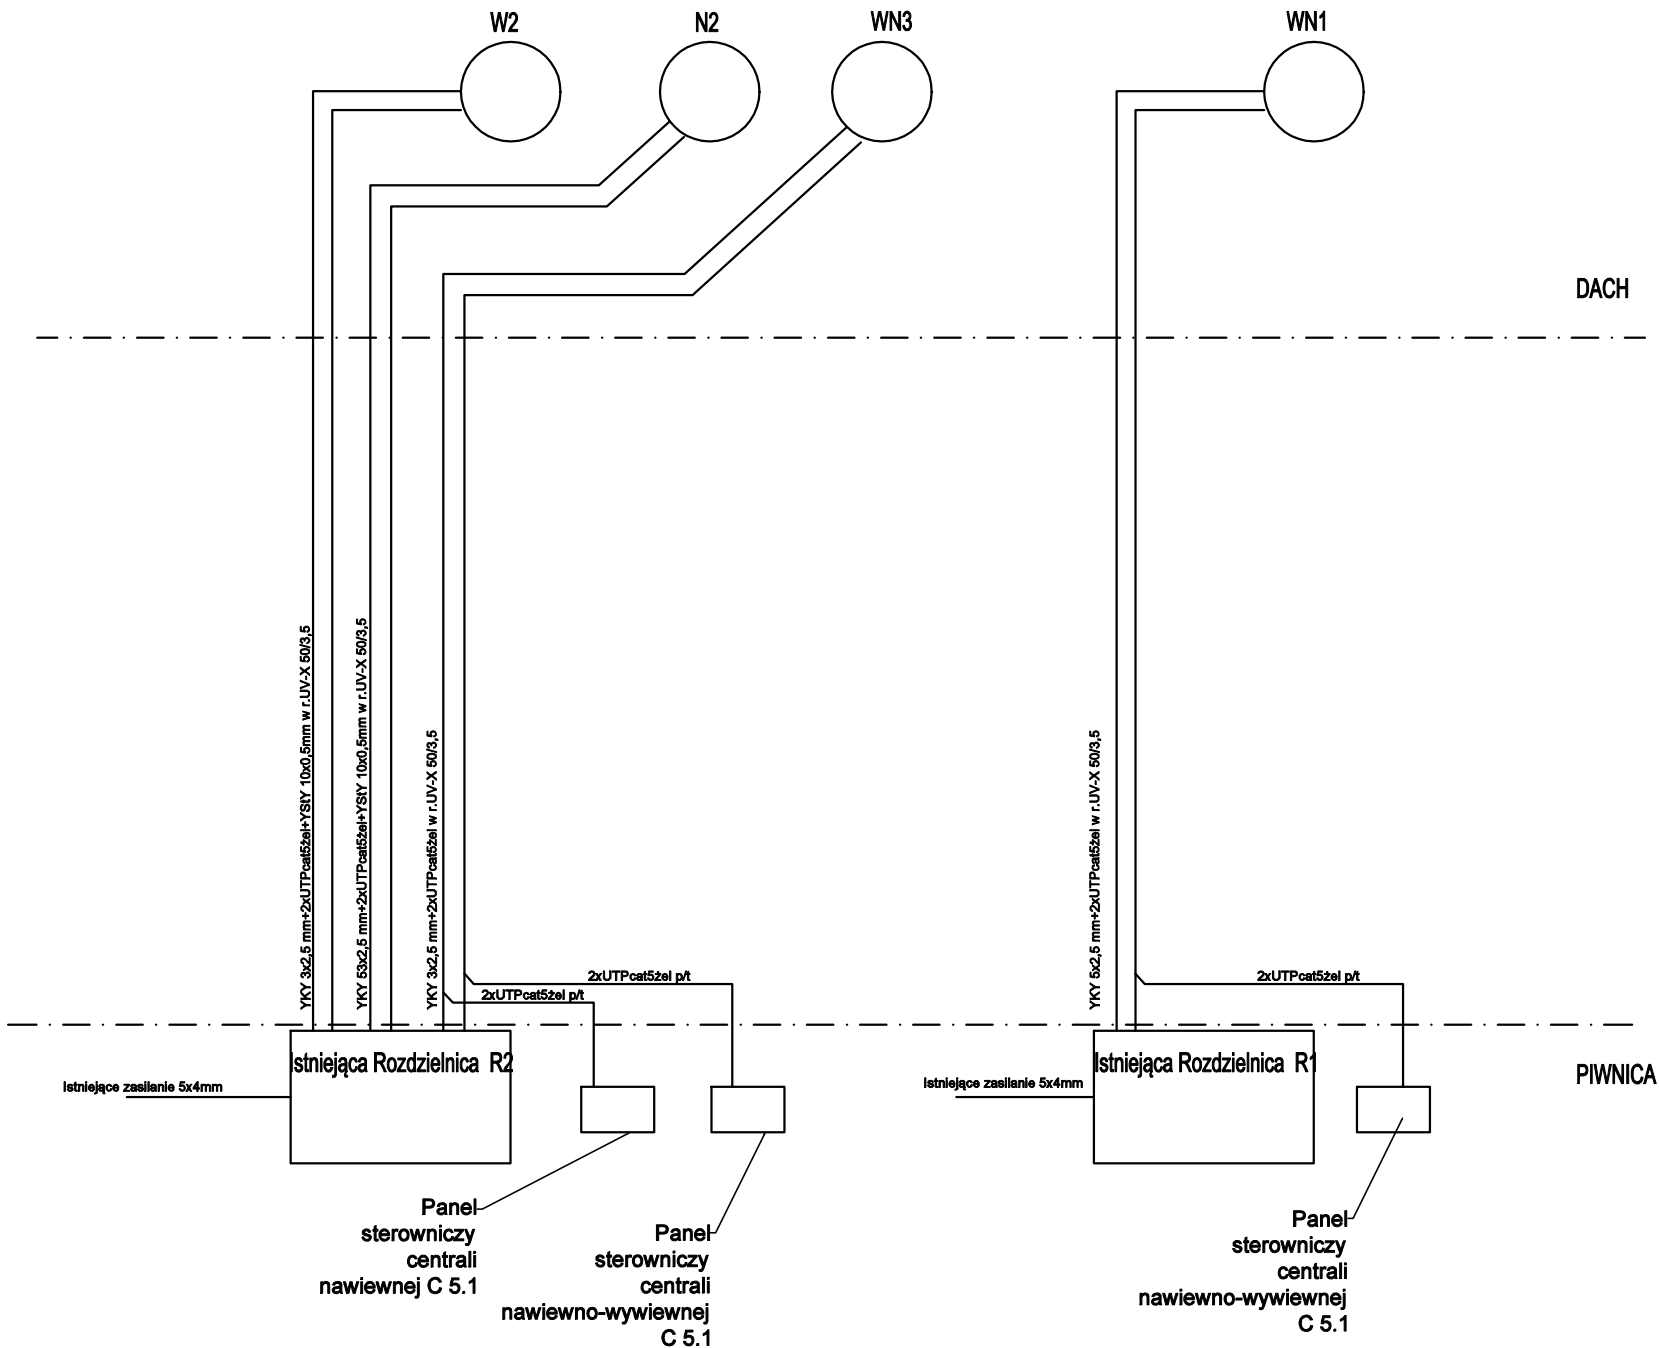 W2
N2
WN3
WN1
DACH
YKY 3x2,5 mm+2xUTPcat5żel+YStY 10x0,5mm w r.UV-X 50/3,5
YKY 53x2,5 mm+2xUTPcat5żel+YStY 10x0,5mm w r.UV-X 50/3,5
YKY 3x2,5 mm+2xUTPcat5żel w r.UV-X 50/3,5
YKY 5x2,5 mm+2xUTPcat5żel w r.UV-X 50/3,5
2xUTPcat5żel p/t
2xUTPcat5żel p/t
2xUTPcat5żel p/t
Istniejąca Rozdzielnica R2
Istniejąca Rozdzielnica R1
PIWNICA
Istniejące zasilanie 5x4mm
Istniejące zasilanie 5x4mm
Panel
sterowniczy
centrali
nawiewnej C 5.1
Panel
sterowniczy
centrali
nawiewno-wywiewnej
C 5.1
Panel
sterowniczy
centrali
nawiewno-wywiewnej
C 5.1